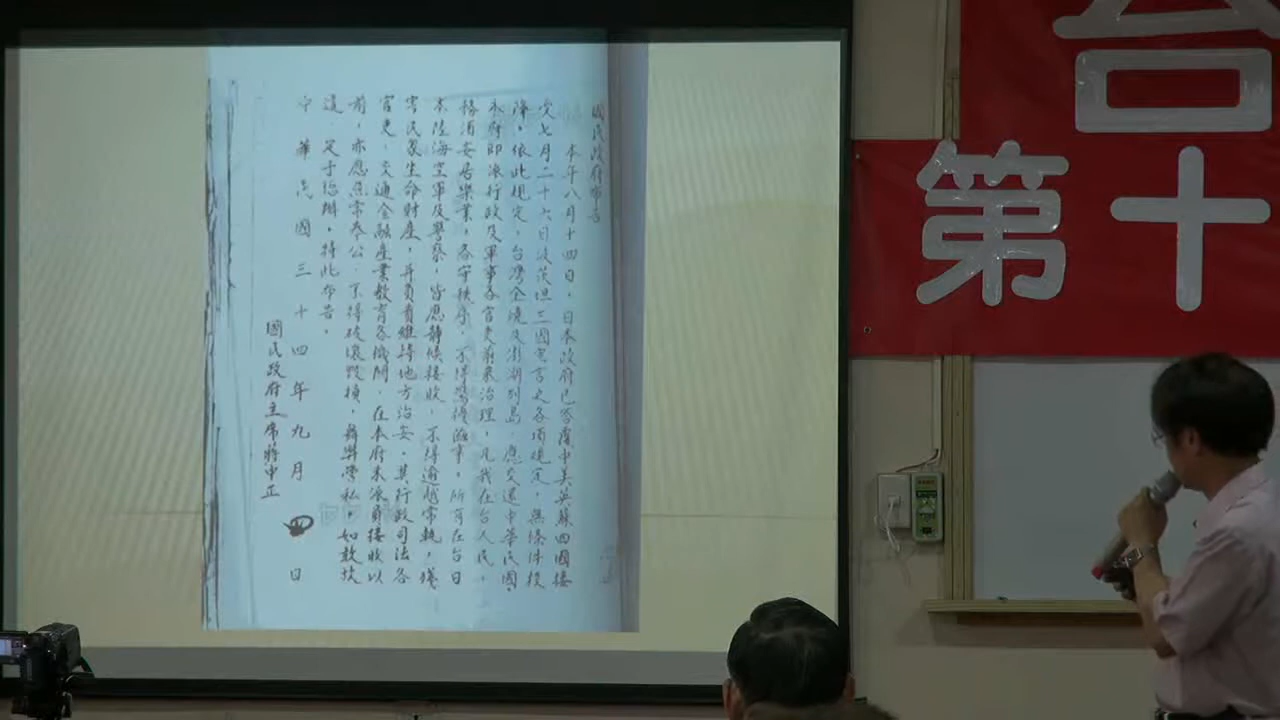 國民政府布告
本年八月十四日，日本政府已答覆中美英蘇四國接
受七月二十六日波茨坦三國宣言之各項規定，無條件投
降。依此規定，台灣全境及澎湖列島，應交還中華民國。
本府即派行政及軍事各官吏前來治理，凡我在台人民，
務須安居樂業，各守秩序，不得驚擾滋事。所有在台日
本陸海空軍及警察，皆應靜候接收，不得逾越常軌，殘
害民眾生命財產，并負責維持地方治安。其行政司法各
官吏，交通金融產業教育各機關，在本府未派員接收以
前，亦應照常奉公，不得破壞毀損，舞弊營私。如敢故
違，定予懲辦，特此布告。
中華民國三十四年九月 日
國民政府主席蔣中正
台
第十